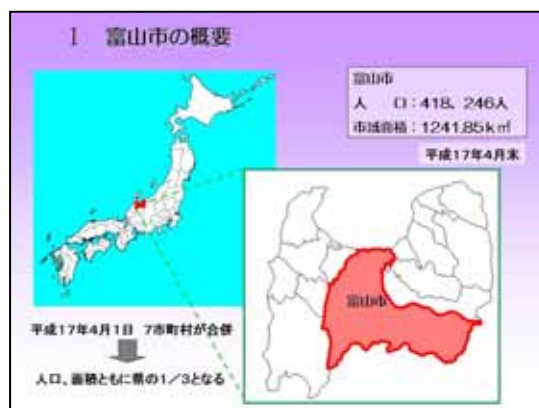 Ⅰ 富山市の概要
富山市
人 口:418、246人
市域面積:1241.85k㎡
平成17年4月末
富山市
平成17年4月1日 7市町村が合併
人口、面積ともに県の1/3となる